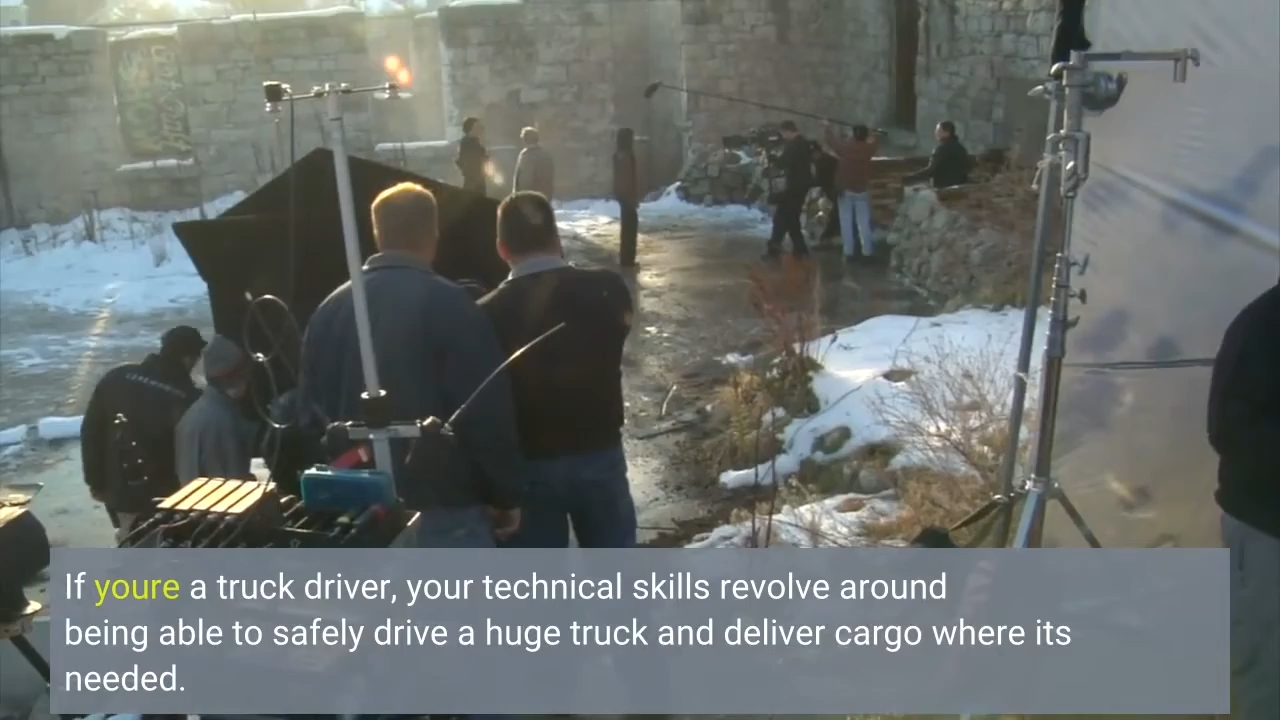 If youre a truck driver, your technical skills revolve around
being able to safely drive a huge truck and deliver cargo where its
needed.